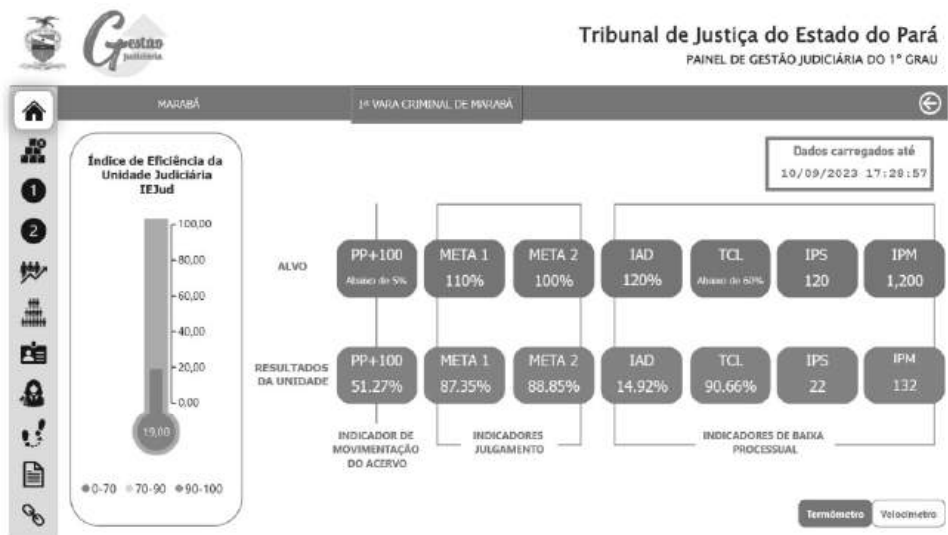 Gestão
Judiciária
Tribunal de Justiça do Estado do Pará
PAINEL DE GESTÃO JUDICIÁRIA DO 1º GRAU
MARABÁ
1ª VARA CRIMINAL DE MARABÁ
Dados carregados até
10/09/2023 17:28:57
Índice de Eficiência da
Unidade Judiciária
IEJud
100,00
80,00
60,00
40,00
20,00
0,00
19,00
0-70 70-90 90-100
1
2
ALVO
PP+100 META 1 META 2 IAD TCL IPS IPM
Abaixo de 5% 110% 100% 120% Abaixo de 60% 120 1,200
RESULTADOS
DA UNIDADE
PP+100 META 1 META 2 IAD TCL IPS IPM
51.27% 87.35% 88.85% 14.92% 90.66% 22 132
INDICADOR DE
MOVIMENTAÇÃO
DO ACERVO
INDICADORES
JULGAMENTO
INDICADORES DE BAIXA
PROCESSUAL
Termômetro Velocímetro